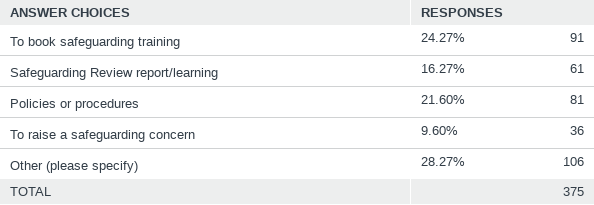 ANSWER CHOICES RESPONSES
To book safeguarding training 24.27% 91
Safeguarding Review report/learning 16.27% 61
Policies or procedures 21.60% 81
To raise a safeguarding concern 9.60% 36
Other (please specify) 28.27% 106
TOTAL 375